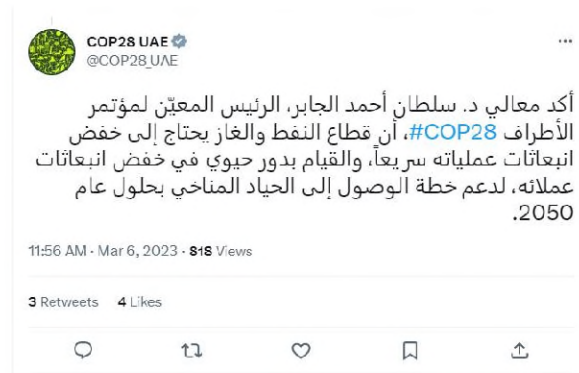 COP28 UAE
@COP28_UAE
أكد معالي د. سلطان أحمد الجابر، الرئيس المعيّن لمؤتمر
الأطراف #COP28، أن قطاع النفط والغاز يحتاج إلى خفض
انبعاثات عملياته سريعاً، والقيام بدور حيوي في خفض انبعاثات
عملائه، لدعم خطة الوصول إلى الحياد المناخي بحلول عام
2050.
11:56 AM · Mar 6, 2023 · 818 Views
3 Retweets 4 Likes